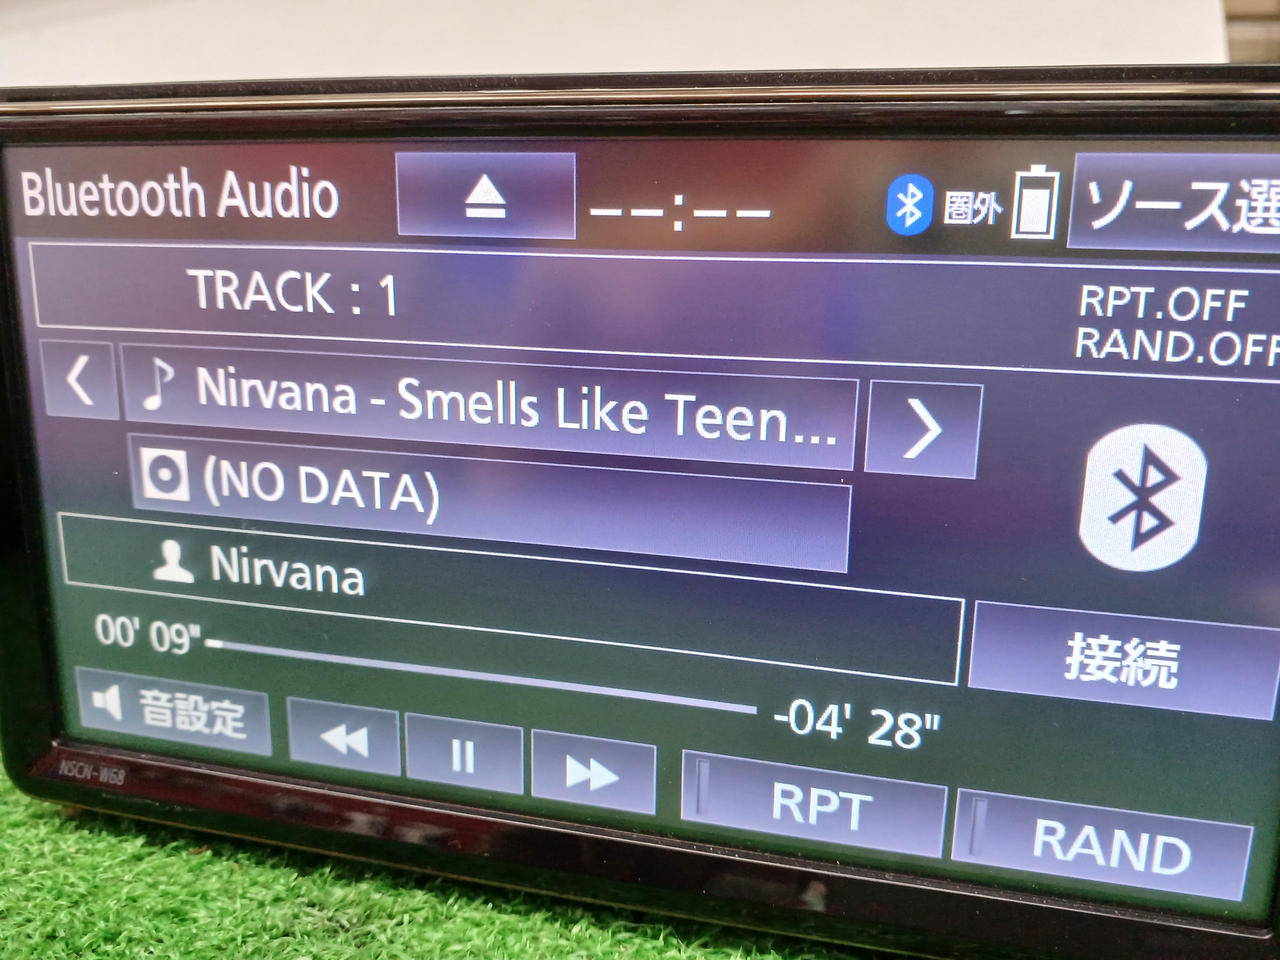 Bluetooth Audio --:-- 圏外 ソース選
TRACK : 1
RPT.OFF
RAND.OFF
Nirvana - Smells Like Teen...
(NO DATA)
Nirvana
接続
00' 09" -04' 28"
音設定 RPT RAND
NSCN-W68